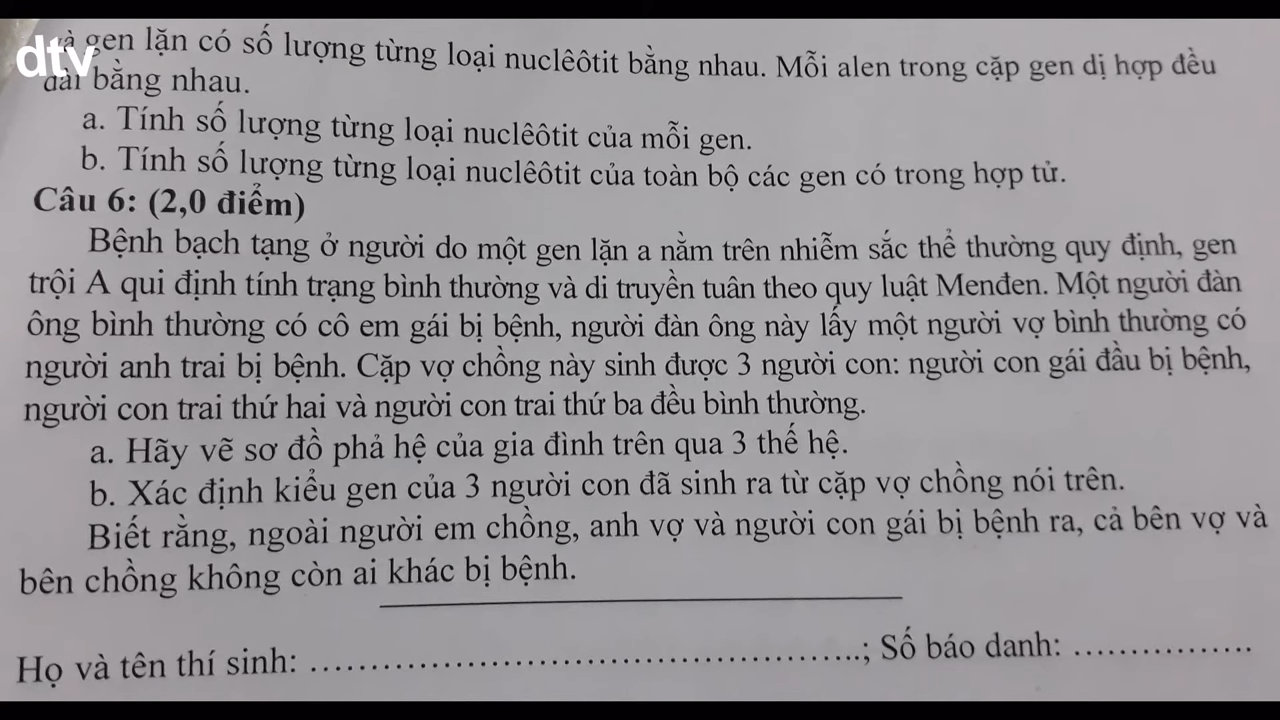 dtv
và gen lặn có số lượng từng loại nuclêôtit bằng nhau. Mỗi alen trong cặp gen dị hợp đều
dài bằng nhau.
a. Tính số lượng từng loại nuclêôtit của mỗi gen.
b. Tính số lượng từng loại nuclêôtit của toàn bộ các gen có trong hợp tử.
Câu 6: (2,0 điểm)
Bệnh bạch tạng ở người do một gen lặn a nằm trên nhiễm sắc thể thường quy định, gen
trội A qui định tính trạng bình thường và di truyền tuân theo quy luật Menđen. Một người đàn
ông bình thường có cô em gái bị bệnh, người đàn ông này lấy một người vợ bình thường có
người anh trai bị bệnh. Cặp vợ chồng này sinh được 3 người con: người con gái đầu bị bệnh,
người con trai thứ hai và người con trai thứ ba đều bình thường.
a. Hãy vẽ sơ đồ phả hệ của gia đình trên qua 3 thế hệ.
b. Xác định kiểu gen của 3 người con đã sinh ra từ cặp vợ chồng nói trên.
Biết rằng, ngoài người em chồng, anh vợ và người con gái bị bệnh ra, cả bên vợ và
bên chồng không còn ai khác bị bệnh.
Họ và tên thí sinh: ..................................................; Số báo danh: ................